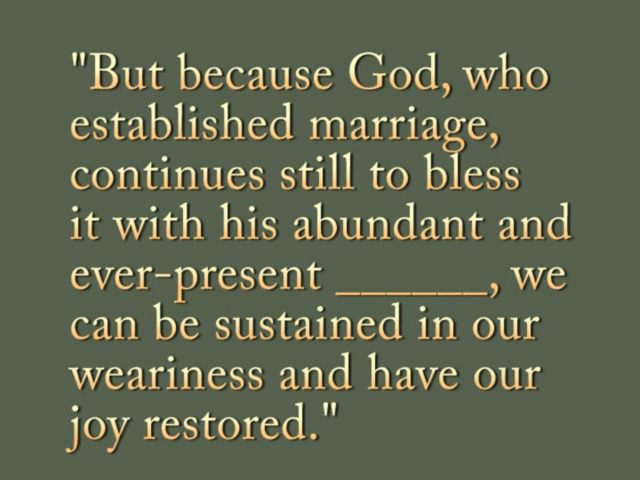 "But because God, who
established marriage,
continues still to bless
it with his abundant and
ever-present ______, we
can be sustained in our
weariness and have our
joy restored."